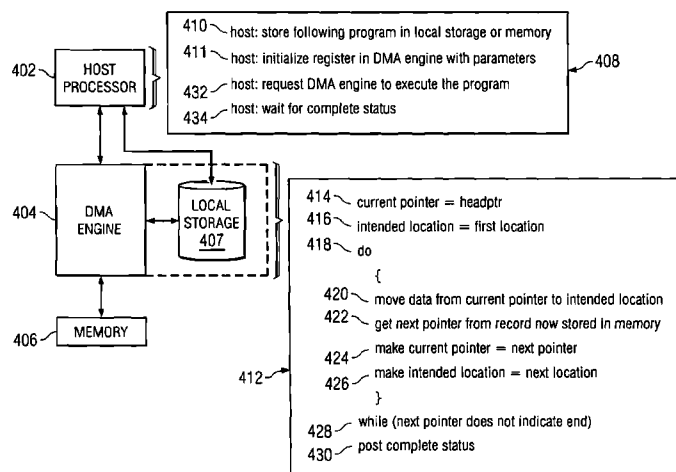 410 host: store following program in local storage or memory
411 host: initialize register in DMA engine with parameters
432 host: request DMA engine to execute the program
434 host: wait for complete status
408
402 HOST
PROCESSOR
404 DMA
ENGINE
LOCAL
STORAGE
407
406 MEMORY
414 current pointer = headptr
416 intended location = first location
418 do
{
420 move data from current pointer to intended location
422 get next pointer from record now stored in memory
424 make current pointer = next pointer
412
426 make intended location = next location
}
428 while (next pointer does not indicate end)
430 post complete status